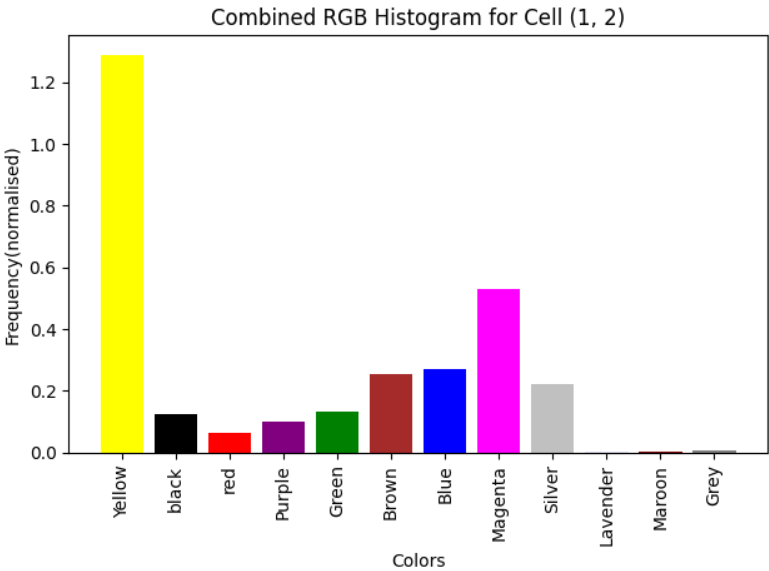 Combined RGB Histogram for Cell (1, 2)
Frequency(normalised)
1.2
1.0
0.8
0.6
0.4
0.2
0.0
Yellow
black
red
Purple
Green
Brown
Blue
Magenta
Silver
Lavender
Maroon
Grey
Colors